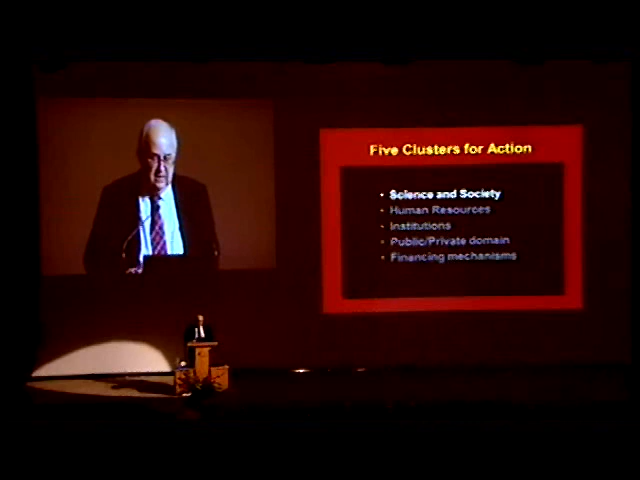 Five Clusters for Action
• Science and Society
• Human Resources
• Institutions
• Public/Private domain
• Financing mechanisms